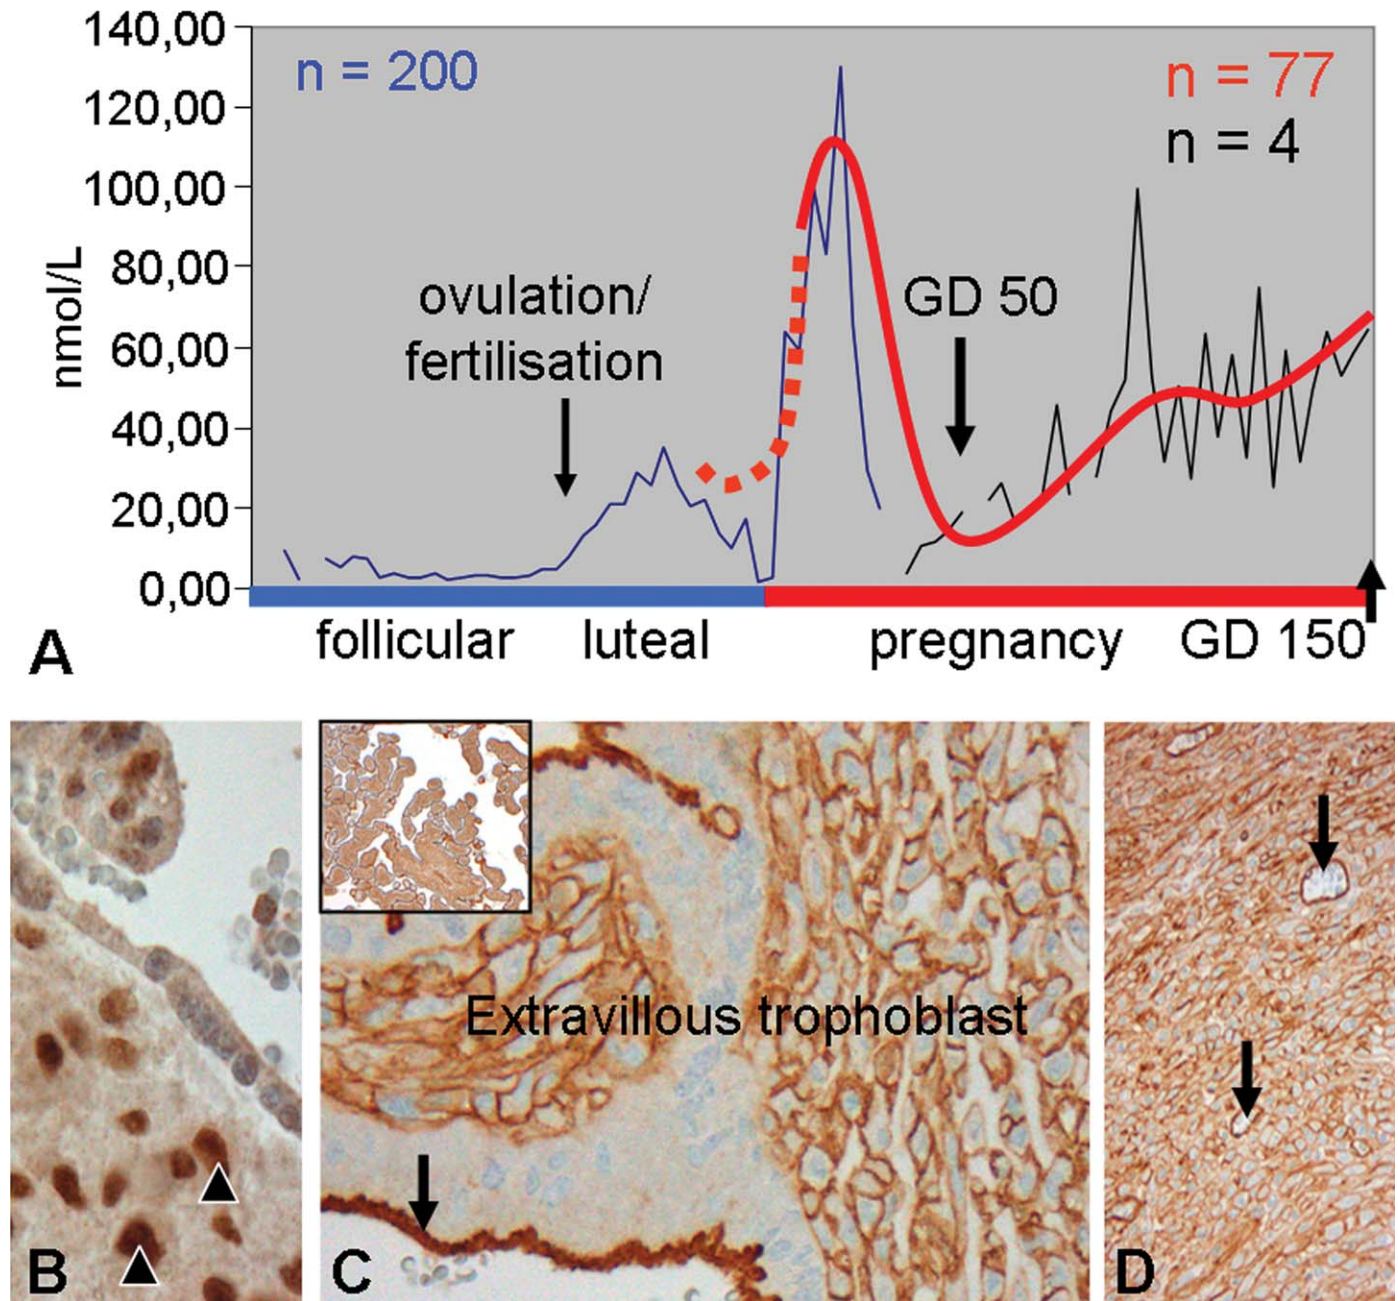 140,00
120,00
100,00
80,00
60,00
40,00
20,00
0,00
nmol/L
n = 200
n = 77
n = 4
ovulation/
fertilisation
GD 50
follicular
luteal
pregnancy
GD 150
A
Extravillous trophoblast
B
C
D